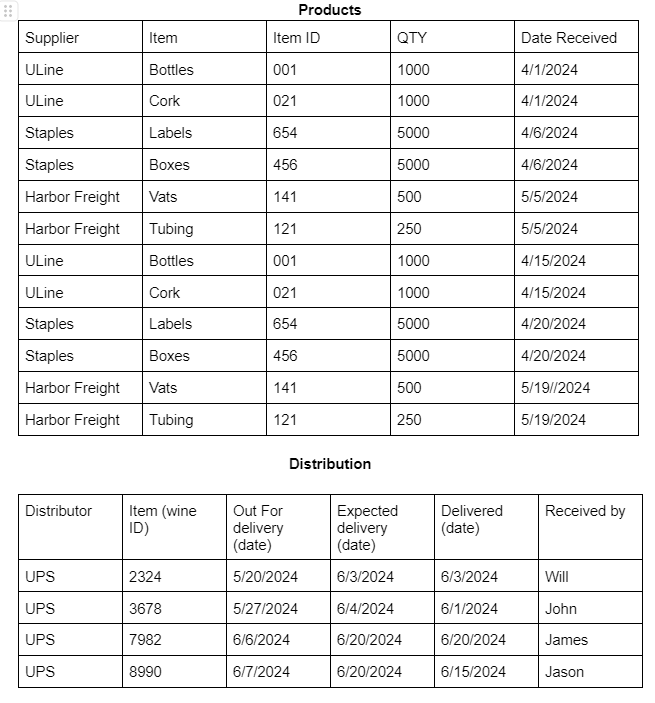 Products
Supplier Item Item ID QTY Date Received
ULine Bottles 001 1000 4/1/2024
ULine Cork 021 1000 4/1/2024
Staples Labels 654 5000 4/6/2024
Staples Boxes 456 5000 4/6/2024
Harbor Freight Vats 141 500 5/5/2024
Harbor Freight Tubing 121 250 5/5/2024
ULine Bottles 001 1000 4/15/2024
ULine Cork 021 1000 4/15/2024
Staples Labels 654 5000 4/20/2024
Staples Boxes 456 5000 4/20/2024
Harbor Freight Vats 141 500 5/19//2024
Harbor Freight Tubing 121 250 5/19/2024
Distribution
Distributor Item (wine Out For Expected Delivered Received by
ID) delivery delivery (date)
(date) (date)
UPS 2324 5/20/2024 6/3/2024 6/3/2024 Will
UPS 3678 5/27/2024 6/4/2024 6/1/2024 John
UPS 7982 6/6/2024 6/20/2024 6/20/2024 James
UPS 8990 6/7/2024 6/20/2024 6/15/2024 Jason